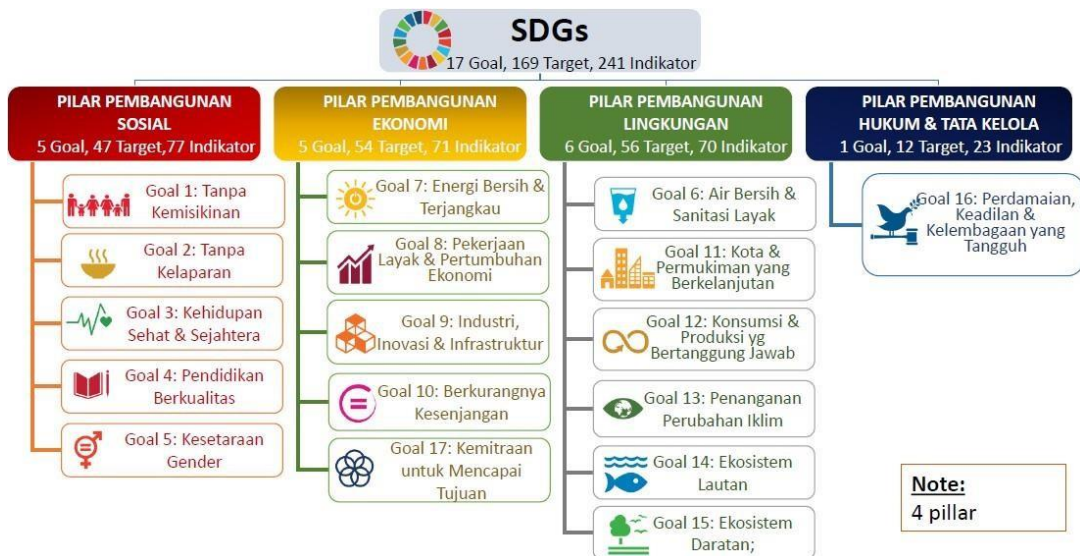 SDGs
17 Goal, 169 Target, 241 Indikator
PILAR PEMBANGUNAN
SOSIAL
5 Goal, 47 Target,77 Indikator
Goal 1: Tanpa
Kemisikinan
Goal 2: Tanpa
Kelaparan
Goal 3: Kehidupan
Sehat & Sejahtera
Goal 4: Pendidikan
Berkualitas
Goal 5: Kesetaraan
Gender
PILAR PEMBANGUNAN
EKONOMI
5 Goal, 54 Target, 71 Indikator
Goal 7: Energi Bersih &
Terjangkau
Goal 8: Pekerjaan
Layak & Pertumbuhan
Ekonomi
Goal 9: Industri,
Inovasi & Infrastruktur
Goal 10: Berkurangnya
Kesenjangan
Goal 17: Kemitraan
untuk Mencapai
Tujuan
PILAR PEMBANGUNAN
LINGKUNGAN
6 Goal, 56 Target, 70 Indikator
Goal 6: Air Bersih &
Sanitasi Layak
Goal 11: Kota &
Permukiman yang
Berkelanjutan
Goal 12: Konsumsi &
Produksi yg
Bertanggung Jawab
Goal 13: Penanganan
Perubahan Iklim
Goal 14: Ekosistem
Lautan
Goal 15: Ekosistem
Daratan;
PILAR PEMBANGUNAN
HUKUM & TATA KELOLA
1 Goal, 12 Target, 23 Indikator
Goal 16: Perdamaian,
Keadilan &
Kelembagaan yang
Tangguh
Note:
4 pillar